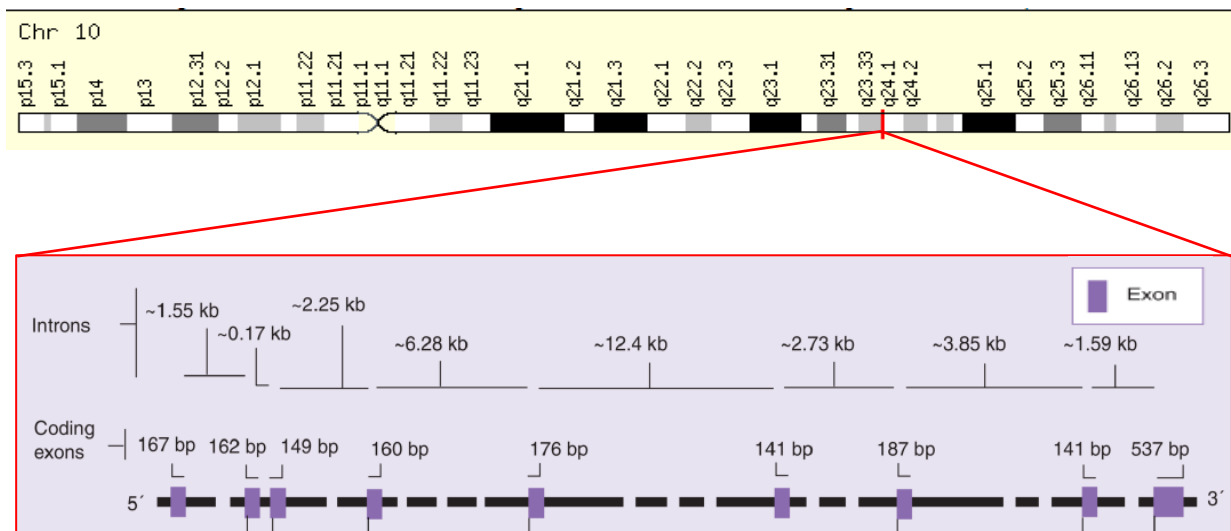 Chr 10
p15.3 p15.1 p14 p13 p12.31 p12.2 p12.1 p11.22 p11.21 p11.1 q11.1 q11.21 q11.22 q11.23 q21.1 q21.2 q21.3 q22.1 q22.2 q22.3 q23.1 q23.31 q23.33 q24.1 q24.2 q25.1 q25.2 q25.3 q26.11 q26.13 q26.2 q26.3
Exon
Introns
~1.55 kb ~0.17 kb ~2.25 kb ~6.28 kb ~12.4 kb ~2.73 kb ~3.85 kb ~1.59 kb
Coding
exons
167 bp 162 bp 149 bp 160 bp 176 bp 141 bp 187 bp 141 bp 537 bp
5´ 3´